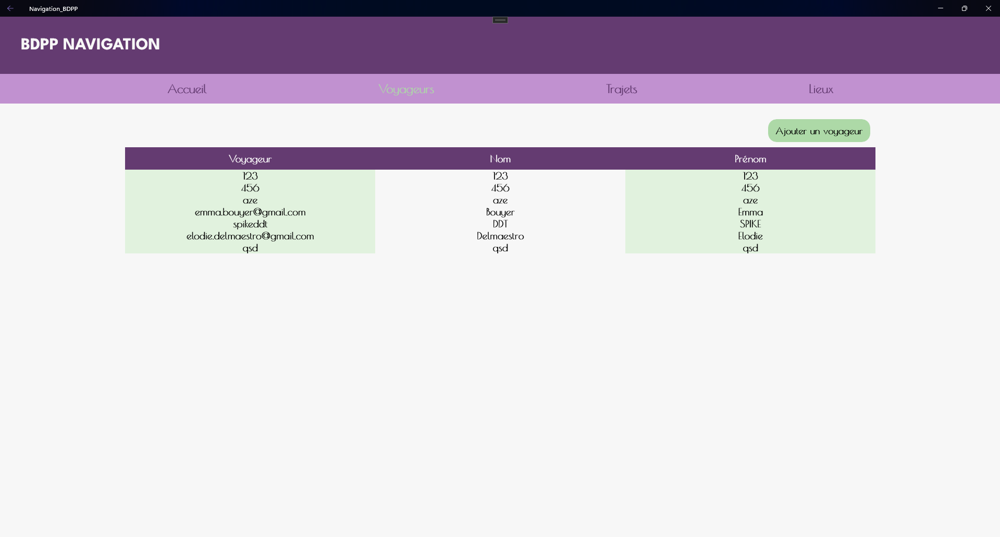 Navigation_BDPP
BDPP NAVIGATION
Accueil Voyageurs Trajets Lieux
Ajouter un voyageur
Voyageur Nom Prénom
123 123 123
456 456 456
aze aze aze
emma.bouyer@gmail.com Bouyer Emma
spikeddt DDT SPIKE
elodie.delmaestro@gmail.com Delmaestro Elodie
qsd qsd qsd